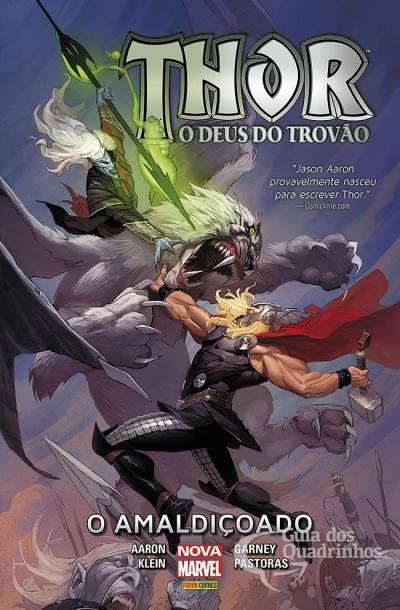 THOR
O DEUS DO TROVÃO
"Jason Aaron
provavelmente nasceu
para escrever Thor."
— ComicVine.com
O AMALDIÇOADO
AARON NOVA GARNEY
KLEIN MARVEL PASTORAS
PANINI COMICS
Guia dos
Quadrinhos